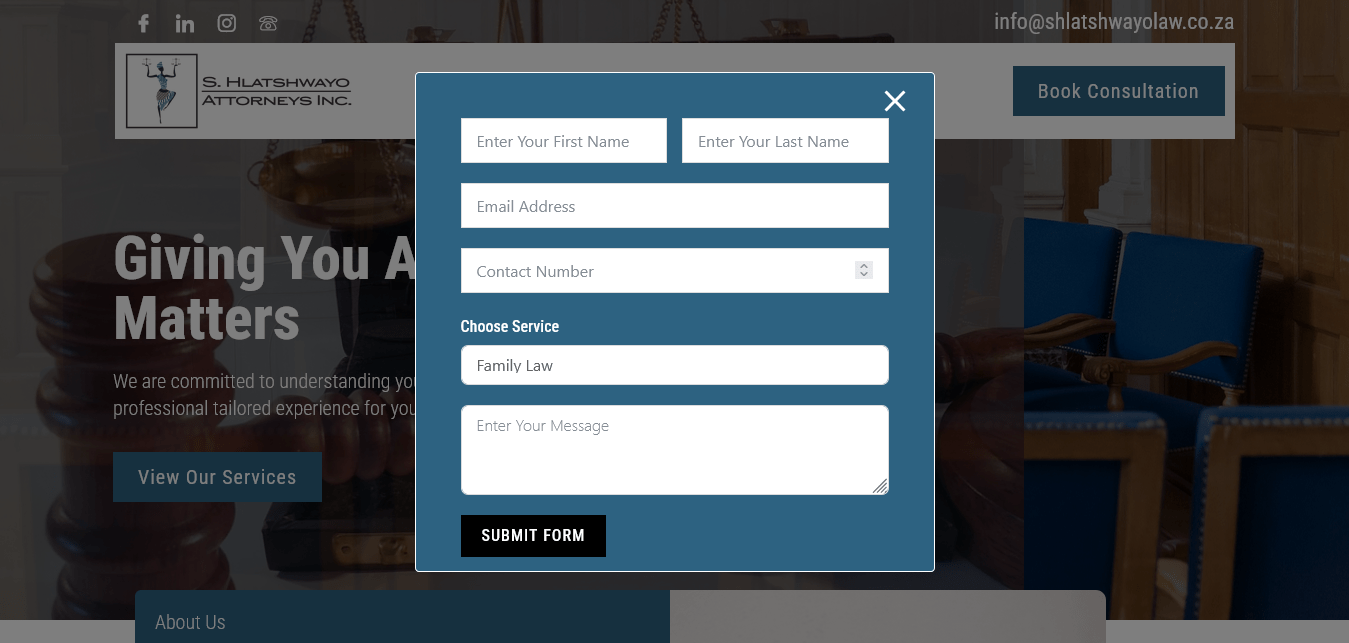 info@shlatshwayolaw.co.za
S. Hlatshwayo
Attorneys Inc.
Book Consultation
Enter Your First Name
Enter Your Last Name
Email Address
Giving You A
Matters
Contact Number
Choose Service
Family Law
We are committed to understanding
professional tailored experience for
Enter Your Message
View Our Services
SUBMIT FORM
About Us